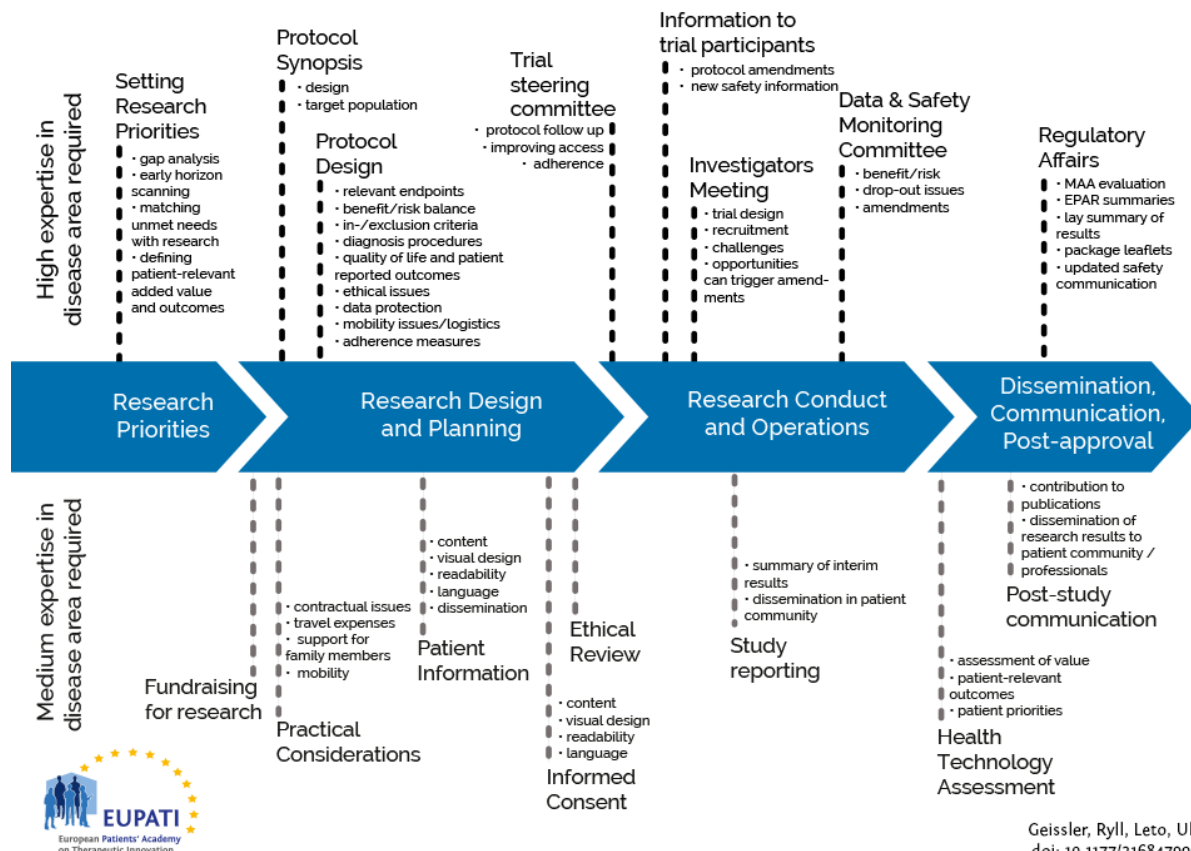 High expertise in
disease area required
Setting
Research
Priorities
• gap analysis
• early horizon
scanning
• matching
unmet needs
with research
• defining
patient-relevant
added value
and outcomes
Protocol
Synopsis
• design
• target population
Protocol
Design
• relevant endpoints
• benefit/risk balance
• in-/exclusion criteria
• diagnosis procedures
• quality of life and patient
reported outcomes
• ethical issues
• data protection
• mobility issues/logistics
• adherence measures
Trial
steering
committee
• protocol follow up
• improving access
• adherence
Information to
trial participants
• protocol amendments
• new safety information
Investigators
Meeting
• trial design
• recruitment
• challenges
• opportunities
can trigger amend-
ments
Data & Safety
Monitoring
Committee
• benefit/risk
• drop-out issues
• amendments
Regulatory
Affairs
• MAA evaluation
• EPAR summaries
• lay summary of
results
• package leaflets
• updated safety
communication
Research
Priorities
Research Design
and Planning
Research Conduct
and Operations
Dissemination,
Communication,
Post-approval
Medium expertise in
disease area required
Fundraising
for research
• contractual issues
• travel expenses
• support for
family members
• mobility
Practical
Considerations
• content
• visual design
• readability
• language
• dissemination
Patient
Information
Ethical
Review
• content
• visual design
• readability
• language
Informed
Consent
• summary of interim
results
• dissemination in patient
community
Study
reporting
• contribution to
publications
• dissemination of
research results to
patient community /
professionals
Post-study
communication
• assessment of value
• patient-relevant
outcomes
• patient priorities
Health
Technology
Assessment
EUPATI
European Patients' Academy
on Therapeutic Innovation
Geissler, Ryll, Leto,